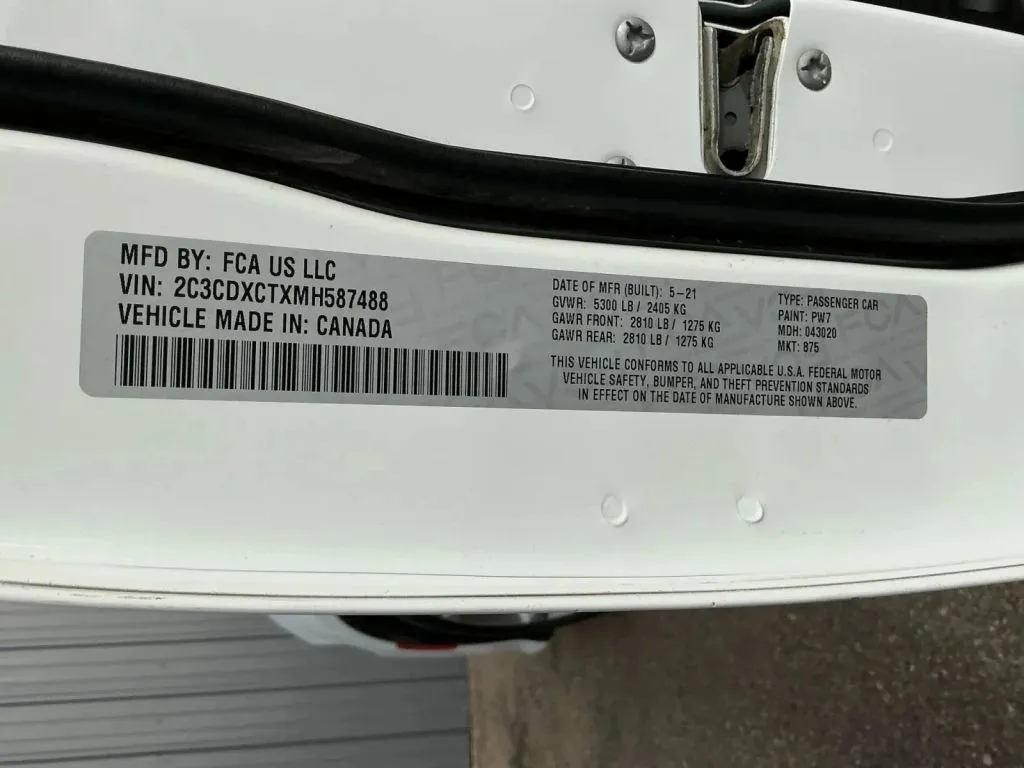 MFD BY: FCA US LLC
VIN: 2C3CDXCTXMH587488
VEHICLE MADE IN: CANADA
DATE OF MFR (BUILT): 5-21
GVWR: 5300 LB / 2405 KG
GAWR FRONT: 2810 LB / 1275 KG
GAWR REAR: 2810 LB / 1275 KG
TYPE: PASSENGER CAR
PAINT: PW7
MDH: 043020
MKT: 875
THIS VEHICLE CONFORMS TO ALL APPLICABLE U.S.A. FEDERAL MOTOR
VEHICLE SAFETY, BUMPER, AND THEFT PREVENTION STANDARDS
IN EFFECT ON THE DATE OF MANUFACTURE SHOWN ABOVE.